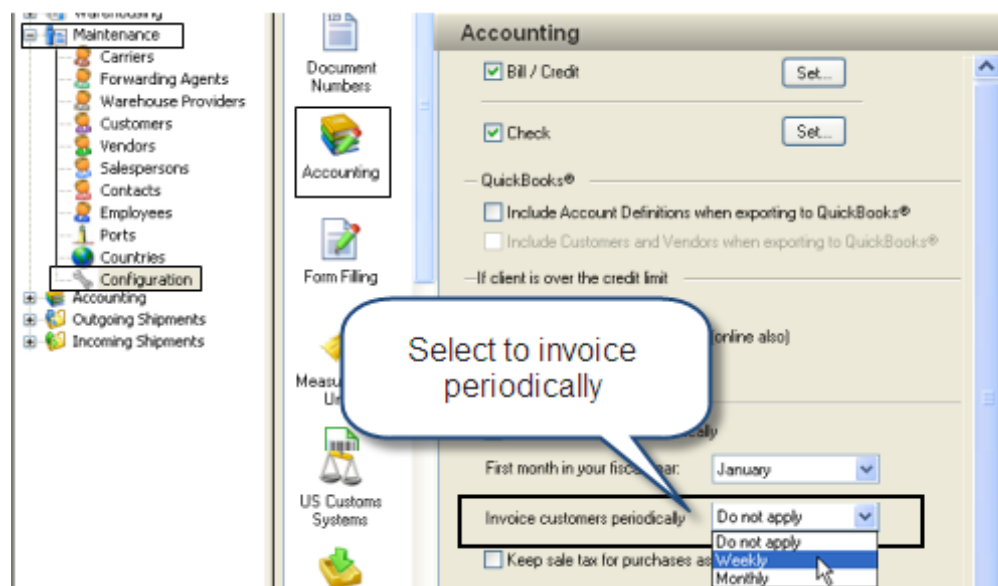 Warehousing
Maintenance
Carriers
Forwarding Agents
Warehouse Providers
Customers
Vendors
Salespersons
Contacts
Employees
Ports
Countries
Configuration
Accounting
Outgoing Shipments
Incoming Shipments
Document
Numbers
Accounting
Form Filling
US Customs
Systems
Accounting
Bill / Credit
Set...
Check
Set...
QuickBooks®
Include Account Definitions when exporting to QuickBooks®
Include Customers and Vendors when exporting to QuickBooks®
If client is over the credit limit
(online also)
Select to invoice
periodically
First month in your fiscal
January
Invoice customers periodically
Do not apply
Do not apply
Weekly
Monthly
Keep sale tax for purchases as